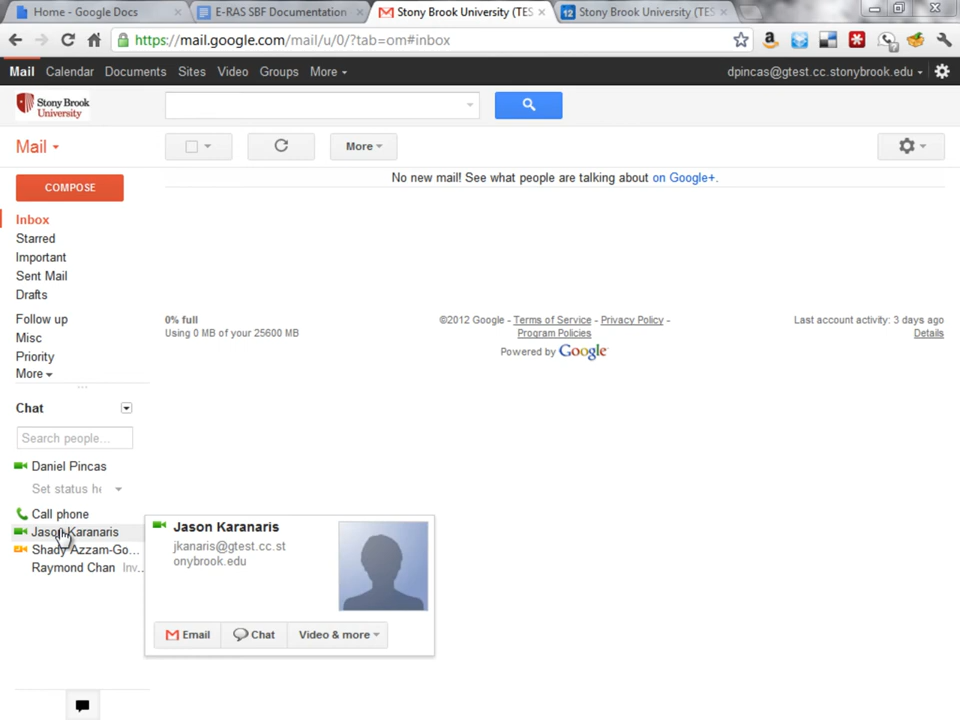 Home - Google Docs
E-RAS SBF Documentation
Stony Brook University (TES
12 Stony Brook University (TES
https://mail.google.com/mail/u/0/?tab=om#inbox
Mail Calendar Documents Sites Video Groups More
dpincas@gtest.cc.stonybrook.edu
Stony Brook
University
Mail
More
COMPOSE
No new mail! See what people are talking about on Google+.
Inbox
Starred
Important
Sent Mail
Drafts
Follow up
Misc
Priority
More
0% full
Using 0 MB of your 25600 MB
©2012 Google - Terms of Service - Privacy Policy -
Program Policies
Powered by Google
Last account activity: 3 days ago
Details
Chat
Search people...
Daniel Pincas
Set status he
Call phone
Jason Karanaris
Shady Azzam-Go...
Raymond Chan Inv...
Jason Karanaris
jkanaris@gtest.cc.st
onybrook.edu
Email Chat Video & more